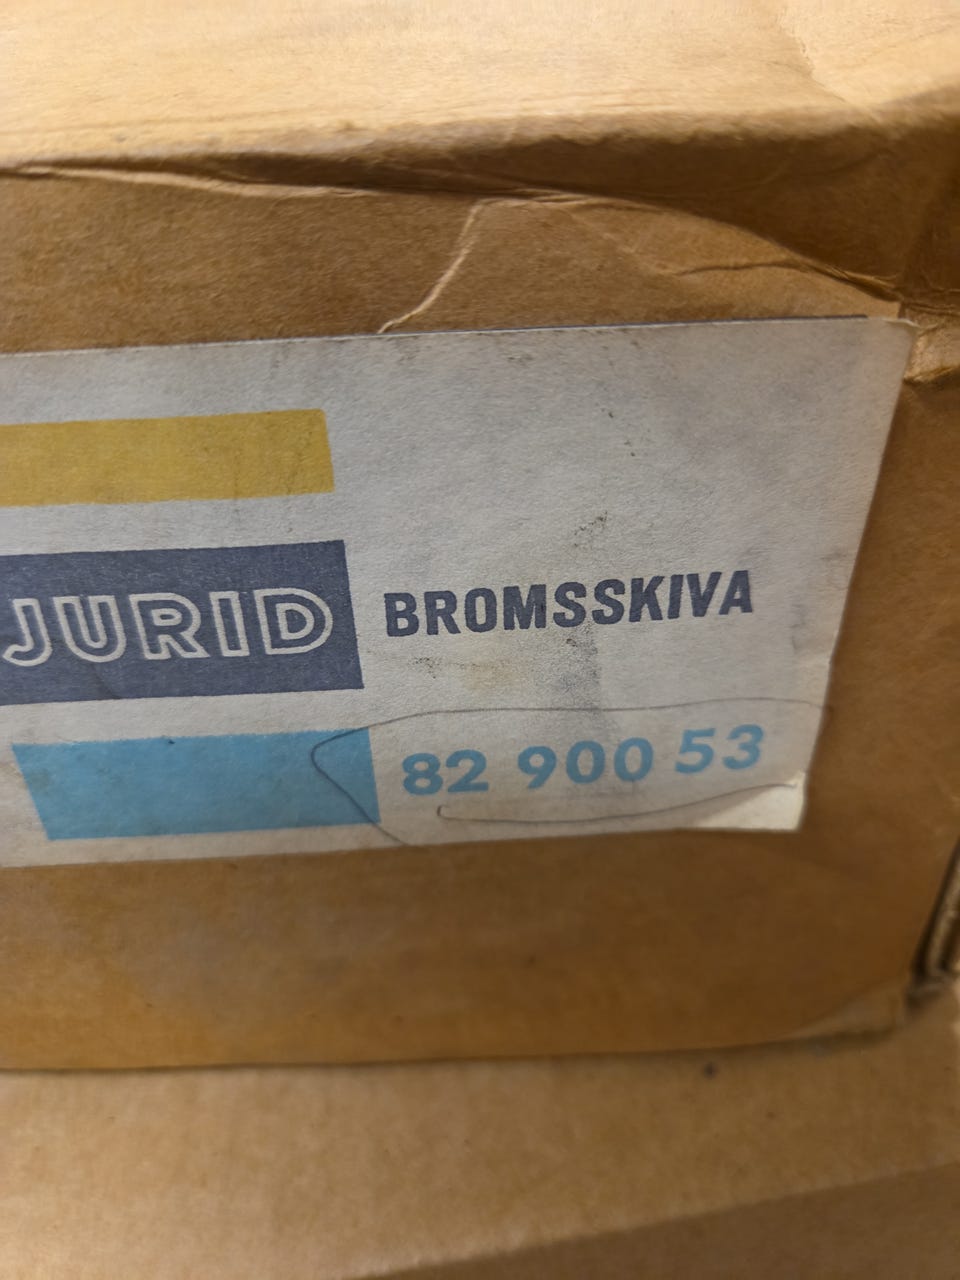 JURID
BROMSSKIVA
82 900 53